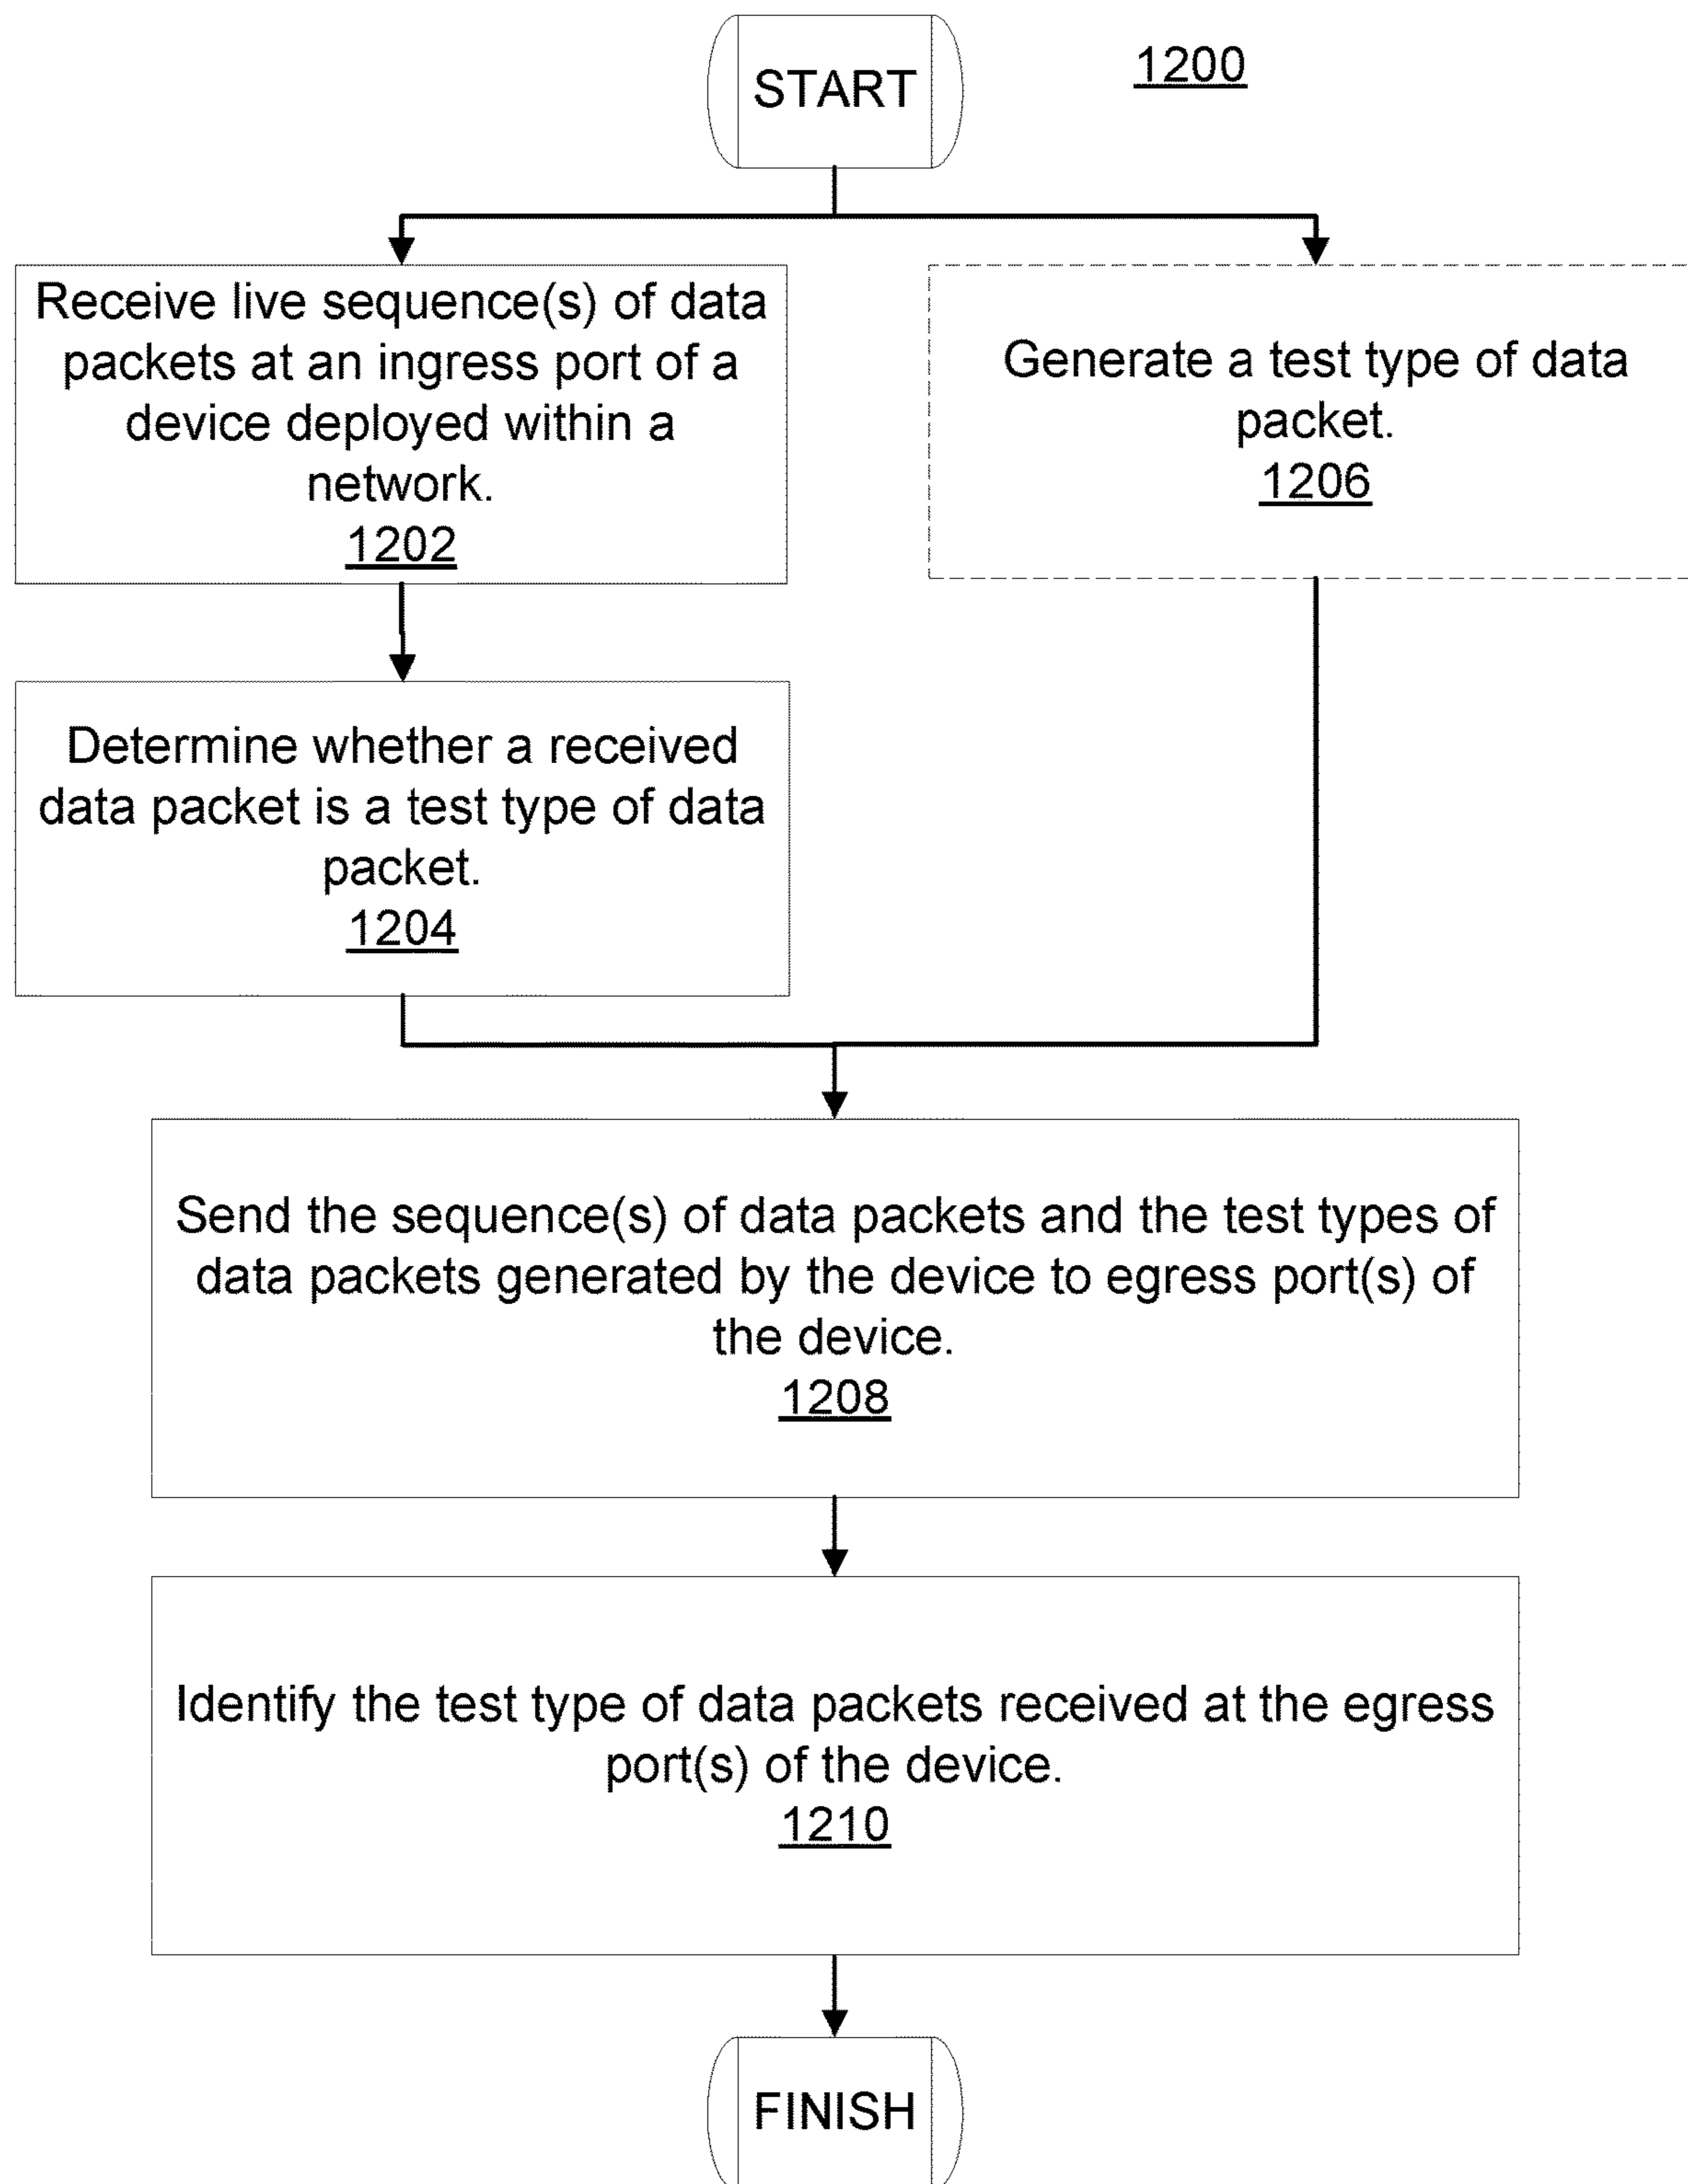 START
1200
Receive live sequence(s) of data
packets at an ingress port of a
device deployed within a
network.
1202
Generate a test type of data
packet.
1206
Determine whether a received
data packet is a test type of data
packet.
1204
Send the sequence(s) of data packets and the test types of
data packets generated by the device to egress port(s) of
the device.
1208
Identify the test type of data packets received at the egress
port(s) of the device.
1210
FINISH